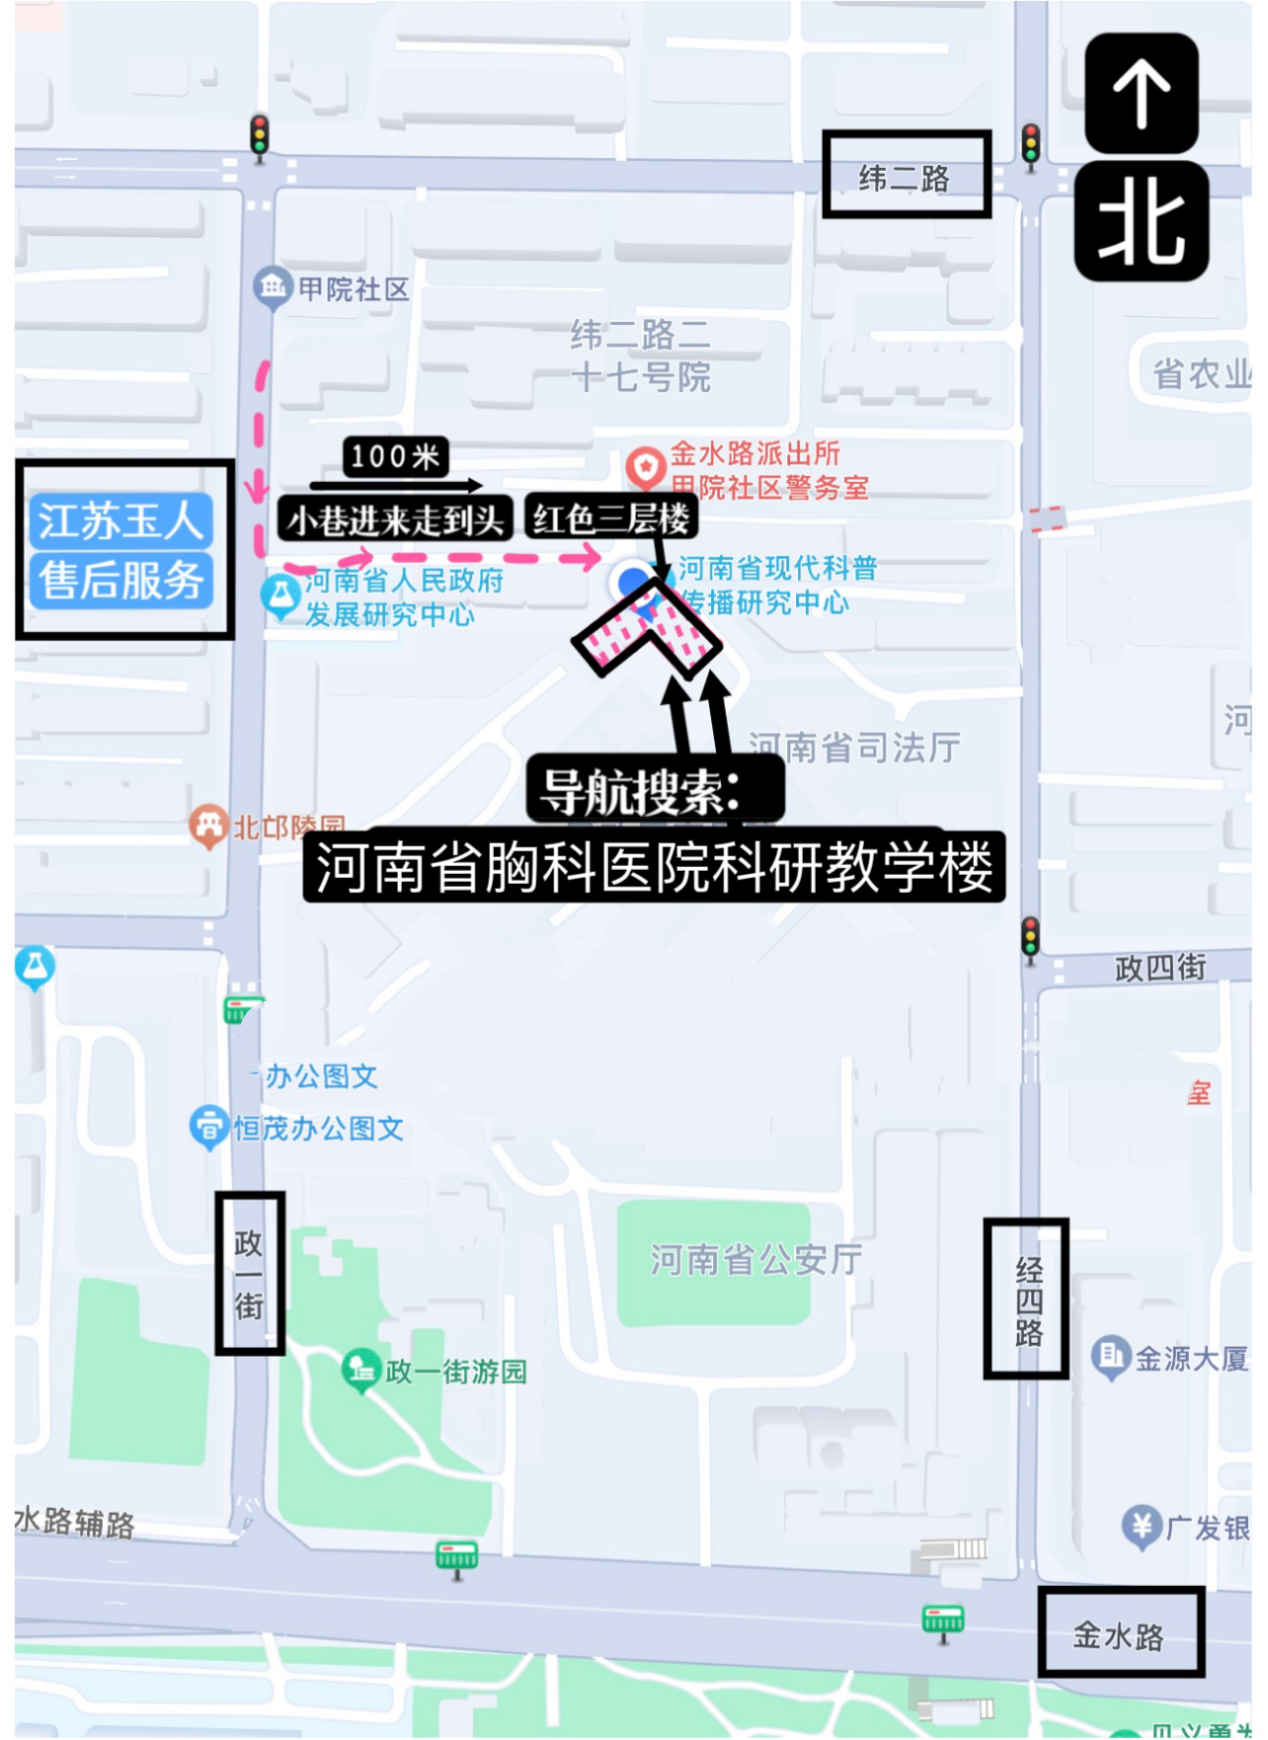 纬二路
北
甲院社区
纬二路二
十七号院
省农业
100米
金水路派出所
甲院社区警务室
江苏玉人
售后服务
小巷进来走到头
红色三层楼
河南省人民政府
发展研究中心
河南省现代科普
传播研究中心
河
河南省司法厅
导航搜索：
北邙陵园
河南省胸科医院科研教学楼
政四街
办公图文
室
恒茂办公图文
政一街
河南省公安厅
经四路
金源大厦
政一街游园
水路辅路
广发银
金水路
见义勇为